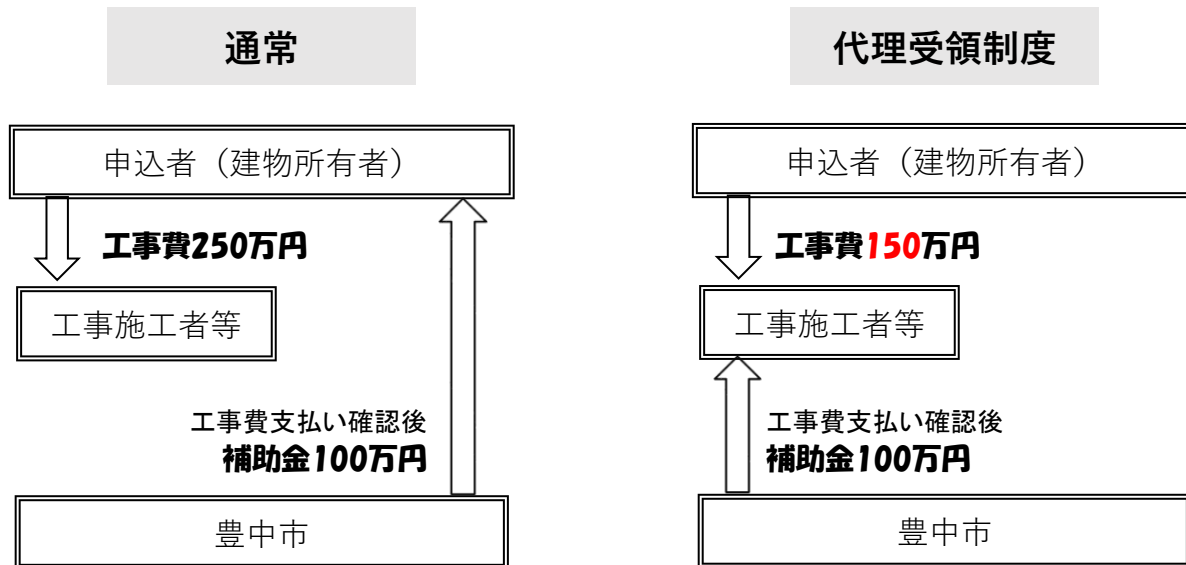 通常
申込者（建物所有者）
工事費250万円
工事施工者等
工事費支払い確認後
補助金100万円
豊中市
代理受領制度
申込者（建物所有者）
工事費150万円
工事施工者等
工事費支払い確認後
補助金100万円
豊中市